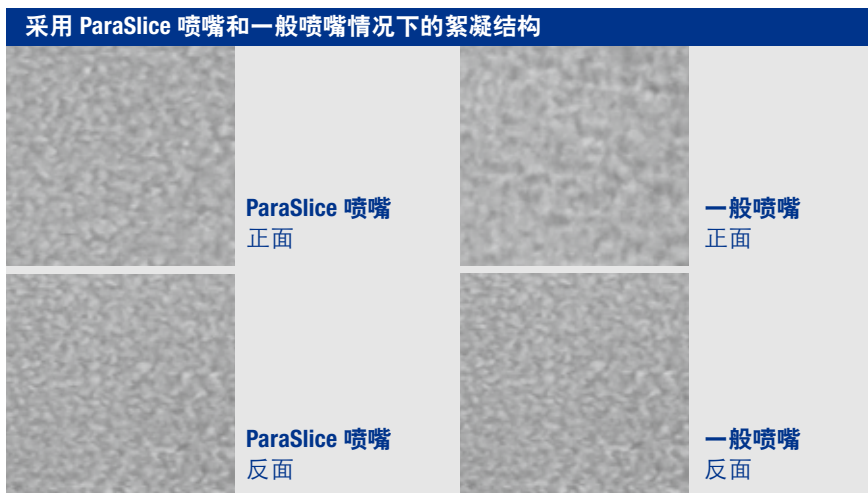 采用 ParaSlice 喷嘴和一般喷嘴情况下的絮凝结构
ParaSlice 喷嘴
正面
一般喷嘴
正面
ParaSlice 喷嘴
反面
一般喷嘴
反面